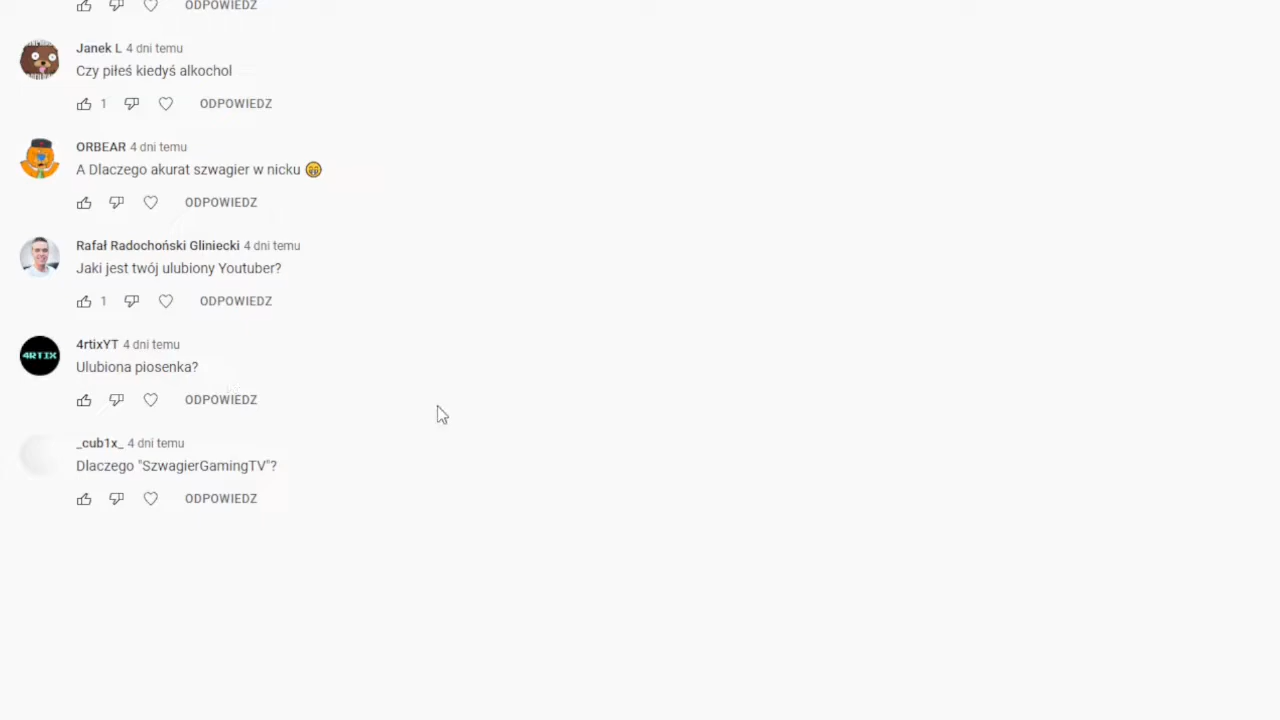 ODPOWIEDZ
Janek L 4 dni temu
Czy piłeś kiedyś alkochol
1 ODPOWIEDZ
ORBEAR 4 dni temu
A Dlaczego akurat szwagier w nicku 😁
ODPOWIEDZ
Rafał Radochoński Gliniecki 4 dni temu
Jaki jest twój ulubiony Youtuber?
1 ODPOWIEDZ
4RTIX
4rtixYT 4 dni temu
Ulubiona piosenka?
ODPOWIEDZ
_cub1x_ 4 dni temu
Dlaczego "SzwagierGamingTV"?
ODPOWIEDZ